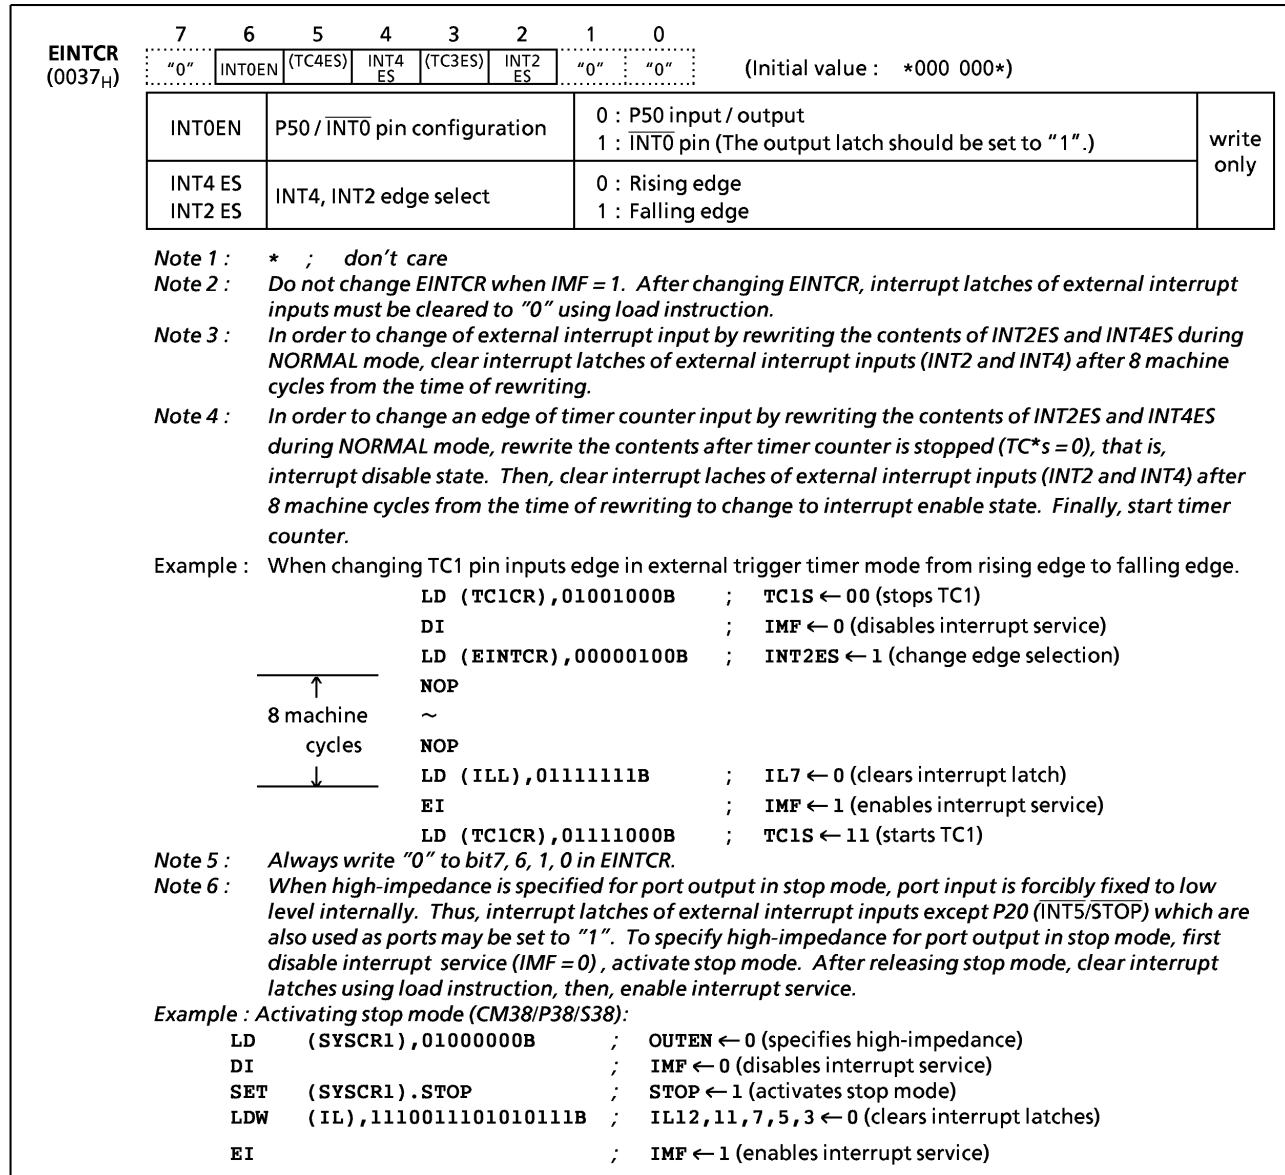 7 6 5 4 3 2 1 0
EINTCR (0037H) "0" INT0EN (TC4ES) INT4 ES (TC3ES) INT2 ES "0" "0" (Initial value : *000 000*)
INT0EN P50 / INT0 pin configuration 0 : P50 input / output
1 : INT0 pin (The output latch should be set to "1".)
write only
INT4 ES
INT2 ES
INT4, INT2 edge select
0 : Rising edge
1 : Falling edge
Note 1 : * ; don't care
Note 2 : Do not change EINTCR when IMF = 1. After changing EINTCR, interrupt latches of external interrupt
inputs must be cleared to "0" using load instruction.
Note 3 : In order to change of external interrupt input by rewriting the contents of INT2ES and INT4ES during
NORMAL mode, clear interrupt latches of external interrupt inputs (INT2 and INT4) after 8 machine
cycles from the time of rewriting.
Note 4 : In order to change an edge of timer counter input by rewriting the contents of INT2ES and INT4ES
during NORMAL mode, rewrite the contents after timer counter is stopped (TC*s = 0), that is,
interrupt disable state. Then, clear interrupt laches of external interrupt inputs (INT2 and INT4) after
8 machine cycles from the time of rewriting to change to interrupt enable state. Finally, start timer
counter.
Example : When changing TC1 pin inputs edge in external trigger timer mode from rising edge to falling edge.
LD (TC1CR),01001000B ; TC1S ← 00 (stops TC1)
DI ; IMF ← 0 (disables interrupt service)
LD (EINTCR),00000100B ; INT2ES ← 1 (change edge selection)
↑ NOP
8 machine ~
cycles NOP
↓ LD (ILL),01111111B ; IL7 ← 0 (clears interrupt latch)
EI ; IMF ← 1 (enables interrupt service)
LD (TC1CR),01111000B ; TC1S ← 11 (starts TC1)
Note 5 : Always write "0" to bit7, 6, 1, 0 in EINTCR.
Note 6 : When high-impedance is specified for port output in stop mode, port input is forcibly fixed to low
level internally. Thus, interrupt latches of external interrupt inputs except P20 (INT5/STOP) which are
also used as ports may be set to "1". To specify high-impedance for port output in stop mode, first
disable interrupt service (IMF = 0) , activate stop mode. After releasing stop mode, clear interrupt
latches using load instruction, then, enable interrupt service.
Example : Activating stop mode (CM38/P38/S38):
LD (SYSCR1),01000000B ; OUTEN ← 0 (specifies high-impedance)
DI ; IMF ← 0 (disables interrupt service)
SET (SYSCR1).STOP ; STOP ← 1 (activates stop mode)
LDW (IL),1110011101010111B ; IL12,11,7,5,3 ← 0 (clears interrupt latches)
EI ; IMF ← 1 (enables interrupt service)